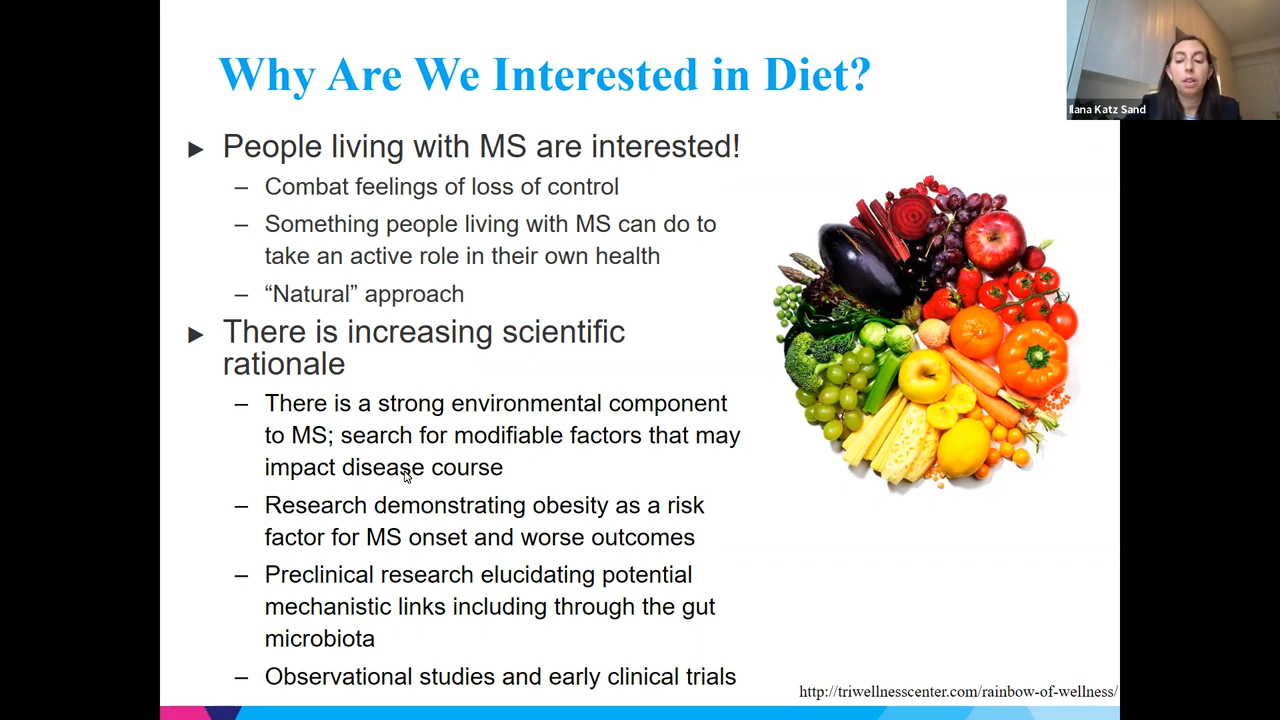 Why Are We Interested in Diet?
Ilana Katz Sand
► People living with MS are interested!
– Combat feelings of loss of control
– Something people living with MS can do to
take an active role in their own health
– “Natural” approach
► There is increasing scientific
rationale
– There is a strong environmental component
to MS; search for modifiable factors that may
impact disease course
– Research demonstrating obesity as a risk
factor for MS onset and worse outcomes
– Preclinical research elucidating potential
mechanistic links including through the gut
microbiota
– Observational studies and early clinical trials
http://triwellnesscenter.com/rainbow-of-wellness/